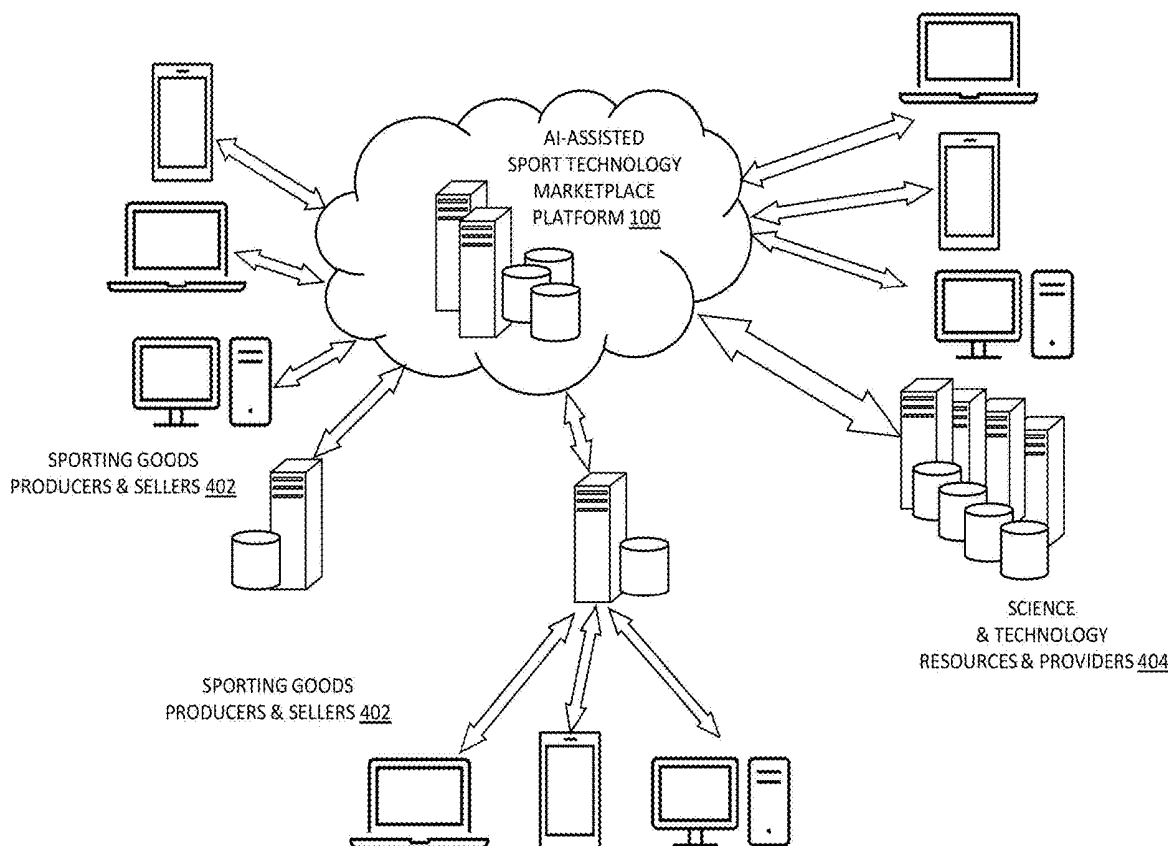 AI-ASSISTED
SPORT TECHNOLOGY
MARKETPLACE
PLATFORM 100
SPORTING GOODS
PRODUCERS & SELLERS 402
SCIENCE
& TECHNOLOGY
RESOURCES & PROVIDERS 404
SPORTING GOODS
PRODUCERS & SELLERS 402